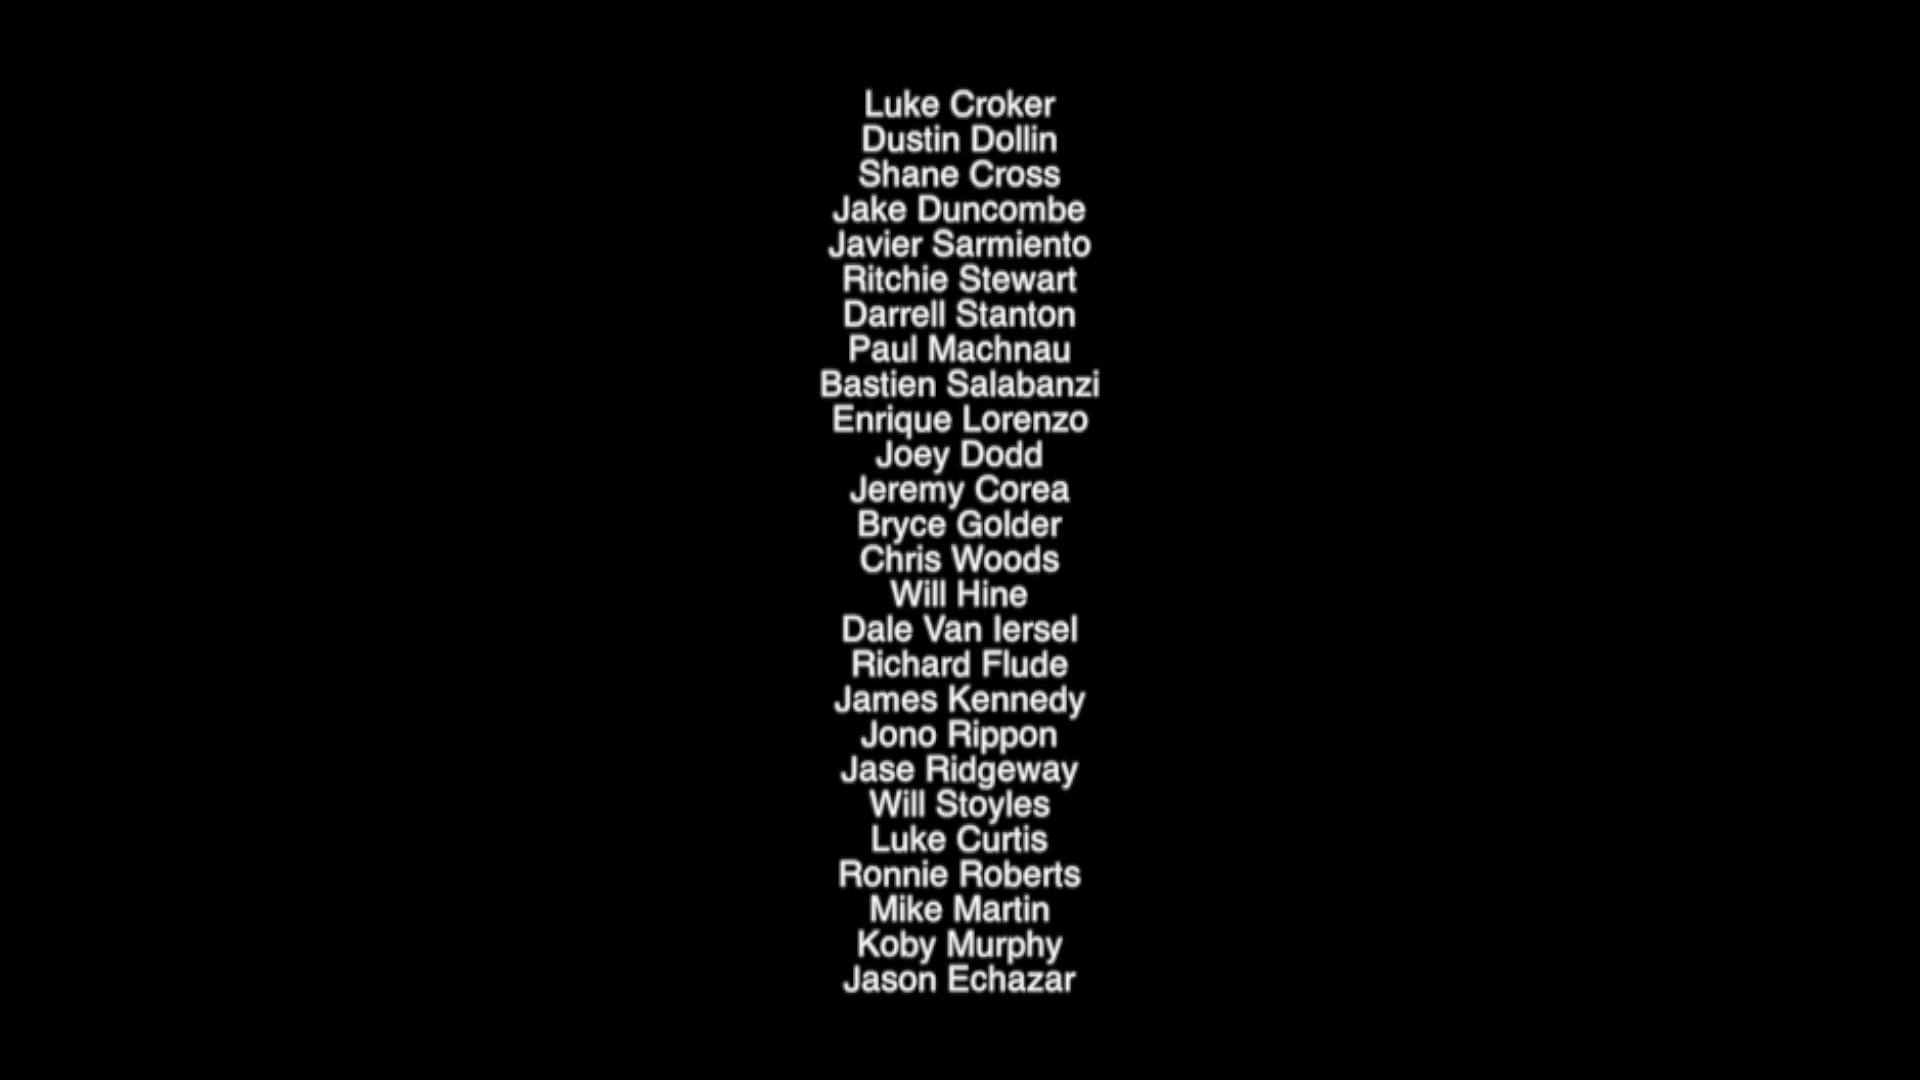 Luke Croker
Dustin Dollin
Shane Cross
Jake Duncombe
Javier Sarmiento
Ritchie Stewart
Darrell Stanton
Paul Machnau
Bastien Salabanzi
Enrique Lorenzo
Joey Dodd
Jeremy Corea
Bryce Golder
Chris Woods
Will Hine
Dale Van Iersel
Richard Flude
James Kennedy
Jono Rippon
Jase Ridgeway
Will Stoyles
Luke Curtis
Ronnie Roberts
Mike Martin
Koby Murphy
Jason Echazar